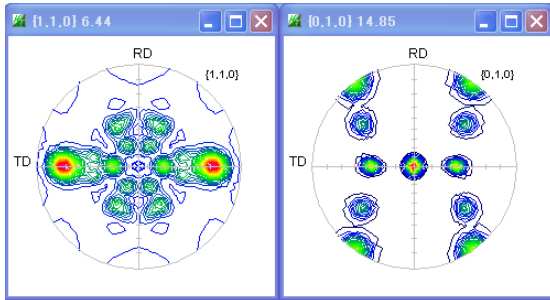 {1,1,0} 6.44
RD
{1,1,0}
TD
{0,1,0} 14.85
RD
{0,1,0}
TD